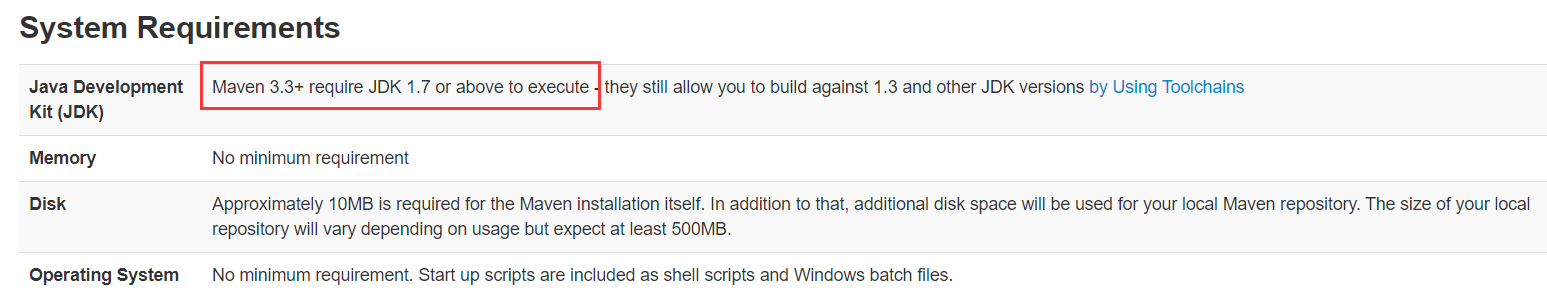 System Requirements
Java Development
Kit (JDK)
Maven 3.3+ require JDK 1.7 or above to execute - they still allow you to build against 1.3 and other JDK versions by Using Toolchains
Memory
No minimum requirement
Disk
Approximately 10MB is required for the Maven installation itself. In addition to that, additional disk space will be used for your local Maven repository. The size of your local
repository will vary depending on usage but expect at least 500MB.
Operating System
No minimum requirement. Start up scripts are included as shell scripts and Windows batch files.